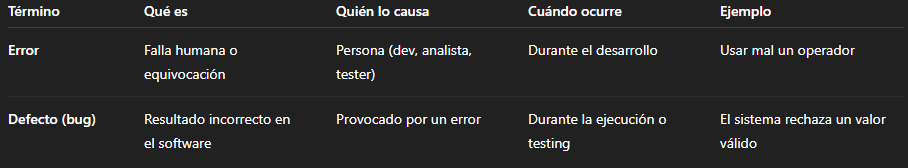 Término Qué es Quién lo causa Cuándo ocurre Ejemplo
Error Falla humana o equivocación Persona (dev, analista, tester) Durante el desarrollo Usar mal un operador
Defecto (bug) Resultado incorrecto en el software Provocado por un error Durante la ejecución o testing El sistema rechaza un valor válido